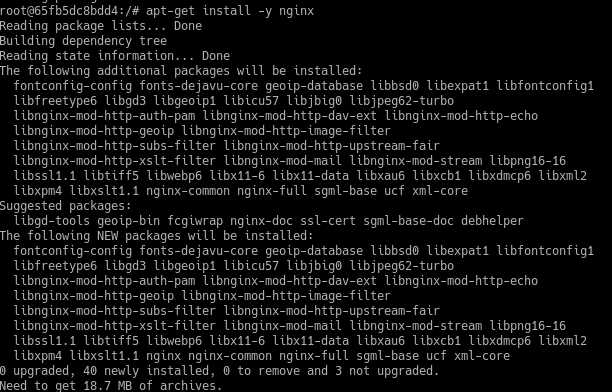 root@65fb5dc8bdd4:/# apt-get install -y nginx
Reading package lists... Done
Building dependency tree
Reading state information... Done
The following additional packages will be installed:
  fontconfig-config fonts-dejavu-core geoip-database libbsd0 libexpat1 libfontconfig1
  libfreetype6 libgd3 libgeoip1 libicu57 libjbig0 libjpeg62-turbo
  libnginx-mod-http-auth-pam libnginx-mod-http-dav-ext libnginx-mod-http-echo
  libnginx-mod-http-geoip libnginx-mod-http-image-filter
  libnginx-mod-http-subs-filter libnginx-mod-http-upstream-fair
  libnginx-mod-http-xslt-filter libnginx-mod-mail libnginx-mod-stream libpng16-16
  libssl1.1 libtiff5 libwebp6 libx11-6 libx11-data libxau6 libxcb1 libxdmcp6 libxml2
  libxpm4 libxslt1.1 nginx-common nginx-full sgml-base ucf xml-core
Suggested packages:
  libgd-tools geoip-bin fcgiwrap nginx-doc ssl-cert sgml-base-doc debhelper
The following NEW packages will be installed:
  fontconfig-config fonts-dejavu-core geoip-database libbsd0 libexpat1 libfontconfig1
  libfreetype6 libgd3 libgeoip1 libicu57 libjbig0 libjpeg62-turbo
  libnginx-mod-http-auth-pam libnginx-mod-http-dav-ext libnginx-mod-http-echo
  libnginx-mod-http-geoip libnginx-mod-http-image-filter
  libnginx-mod-http-subs-filter libnginx-mod-http-upstream-fair
  libnginx-mod-http-xslt-filter libnginx-mod-mail libnginx-mod-stream libpng16-16
  libssl1.1 libtiff5 libwebp6 libx11-6 libx11-data libxau6 libxcb1 libxdmcp6 libxml2
  libxpm4 libxslt1.1 nginx nginx-common nginx-full sgml-base ucf xml-core
0 upgraded, 40 newly installed, 0 to remove and 3 not upgraded.
Need to get 18.7 MB of archives.